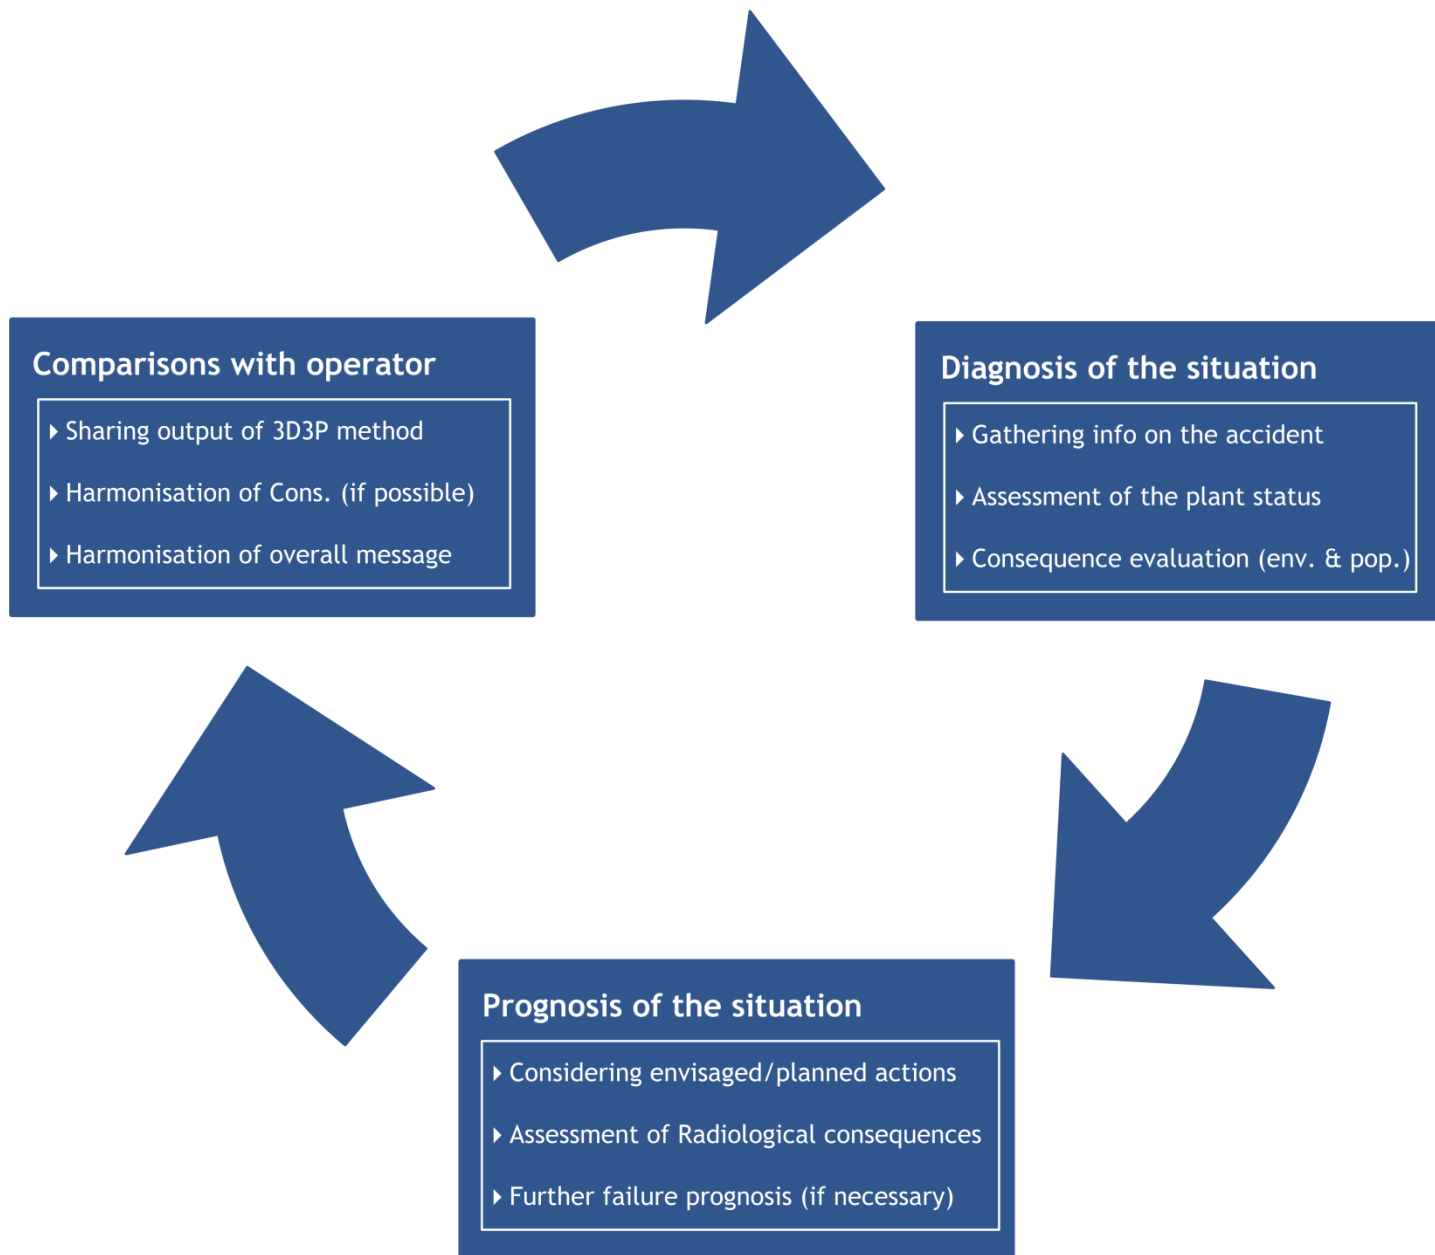 Comparisons with operator
Sharing output of 3D3P method
Harmonisation of Cons. (if possible)
Harmonisation of overall message
Diagnosis of the situation
Gathering info on the accident
Assessment of the plant status
Consequence evaluation (env. & pop.)
Prognosis of the situation
Considering envisaged/planned actions
Assessment of Radiological consequences
Further failure prognosis (if necessary)